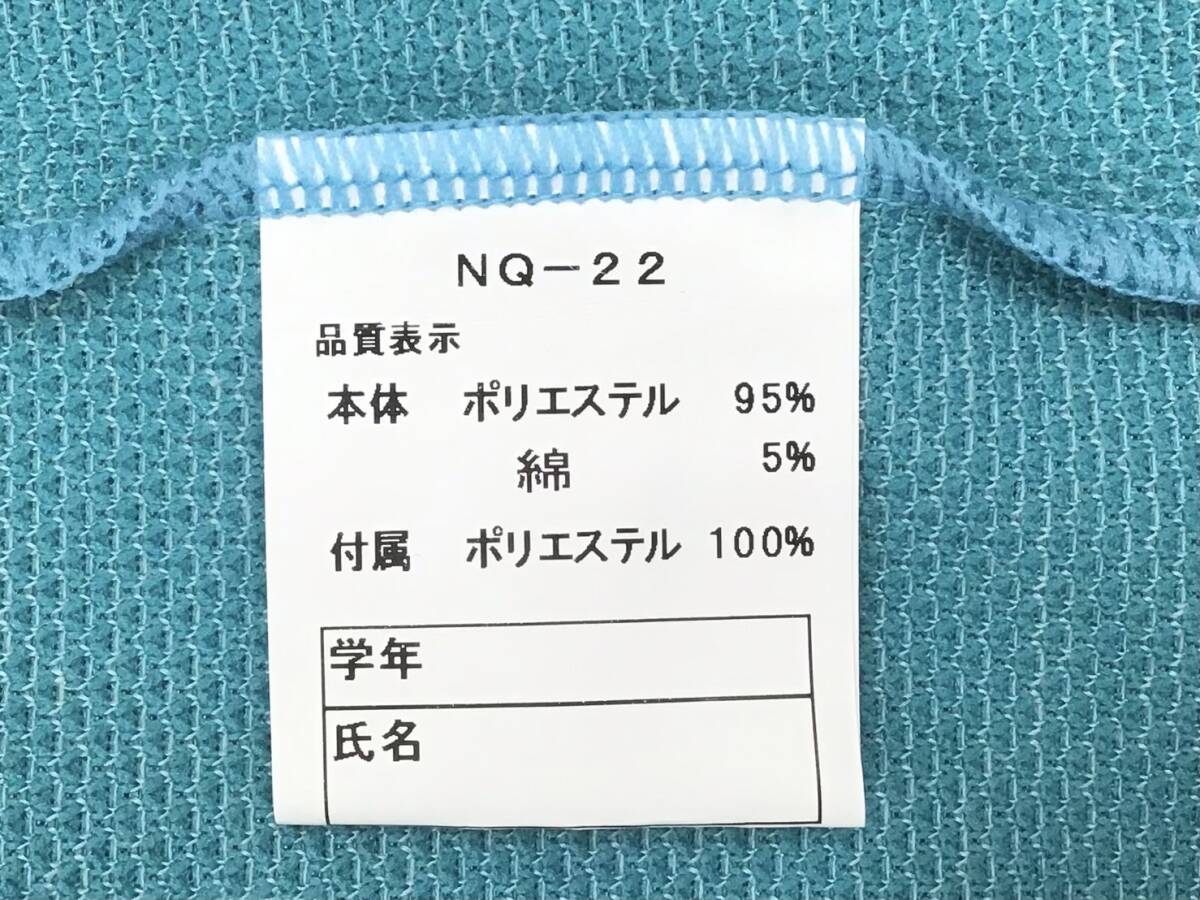 NQ－22
品質表示
本体 ポリエステル 95%
綿 5%
付属 ポリエステル 100%
学年
氏名